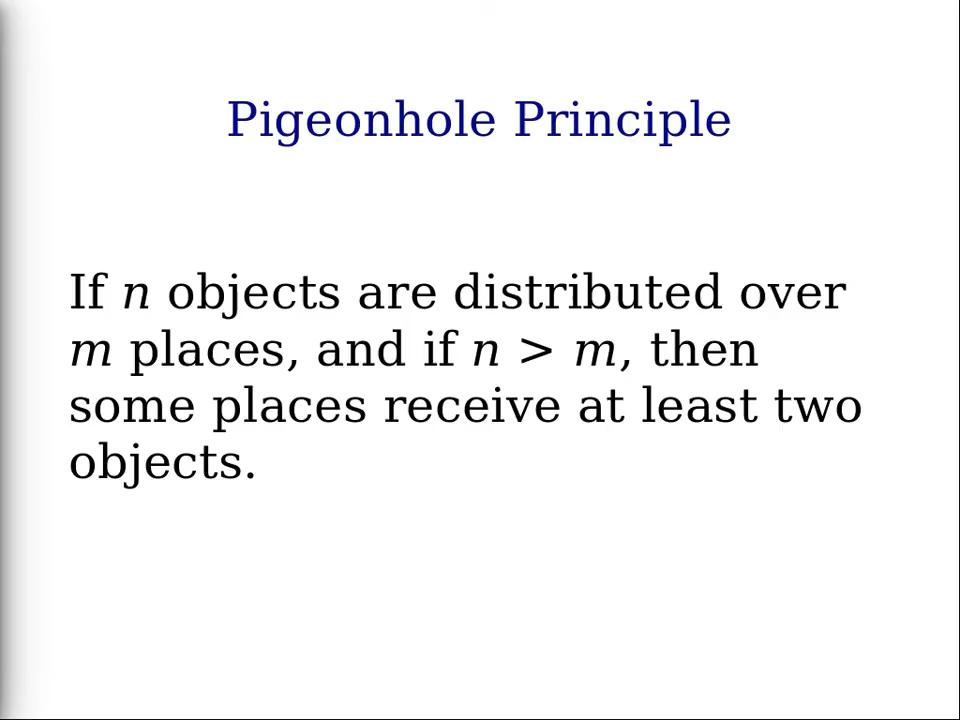 Pigeonhole Principle
If n objects are distributed over
m places, and if n > m, then
some places receive at least two
objects.